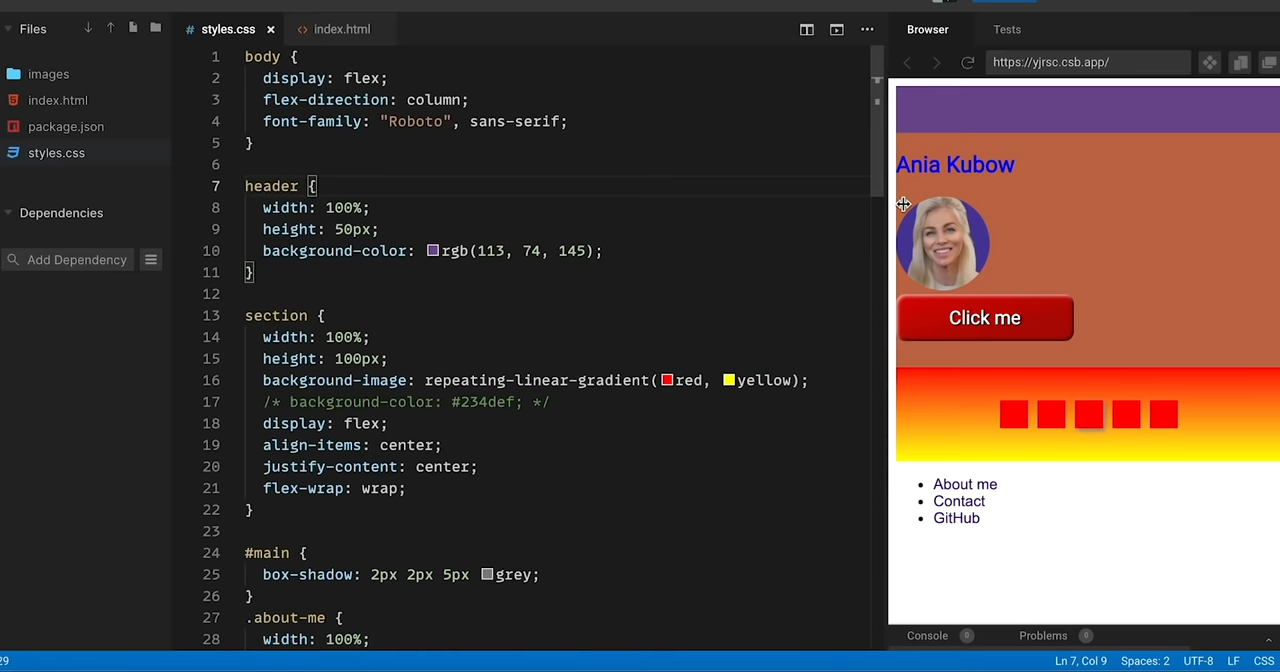 Files
images
index.html
package.json
styles.css
Dependencies
Add Dependency
# styles.css ×
<> index.html
1 body {
2 display: flex;
3 flex-direction: column;
4 font-family: "Roboto", sans-serif;
5 }
6
7 header {
8 width: 100%;
9 height: 50px;
10 background-color: rgb(113, 74, 145);
11 }
12
13 section {
14 width: 100%;
15 height: 100px;
16 background-image: repeating-linear-gradient(red, yellow);
17 /* background-color: #234def; */
18 display: flex;
19 align-items: center;
20 justify-content: center;
21 flex-wrap: wrap;
22 }
23
24 #main {
25 box-shadow: 2px 2px 5px grey;
26 }
27 .about-me {
28 width: 100%;
Browser
Tests
https://yjrsc.csb.app/
Ania Kubow
Click me
• About me
• Contact
• GitHub
Console 0
Problems 0
29
Ln 7, Col 9
Spaces: 2
UTF-8
LF
CSS